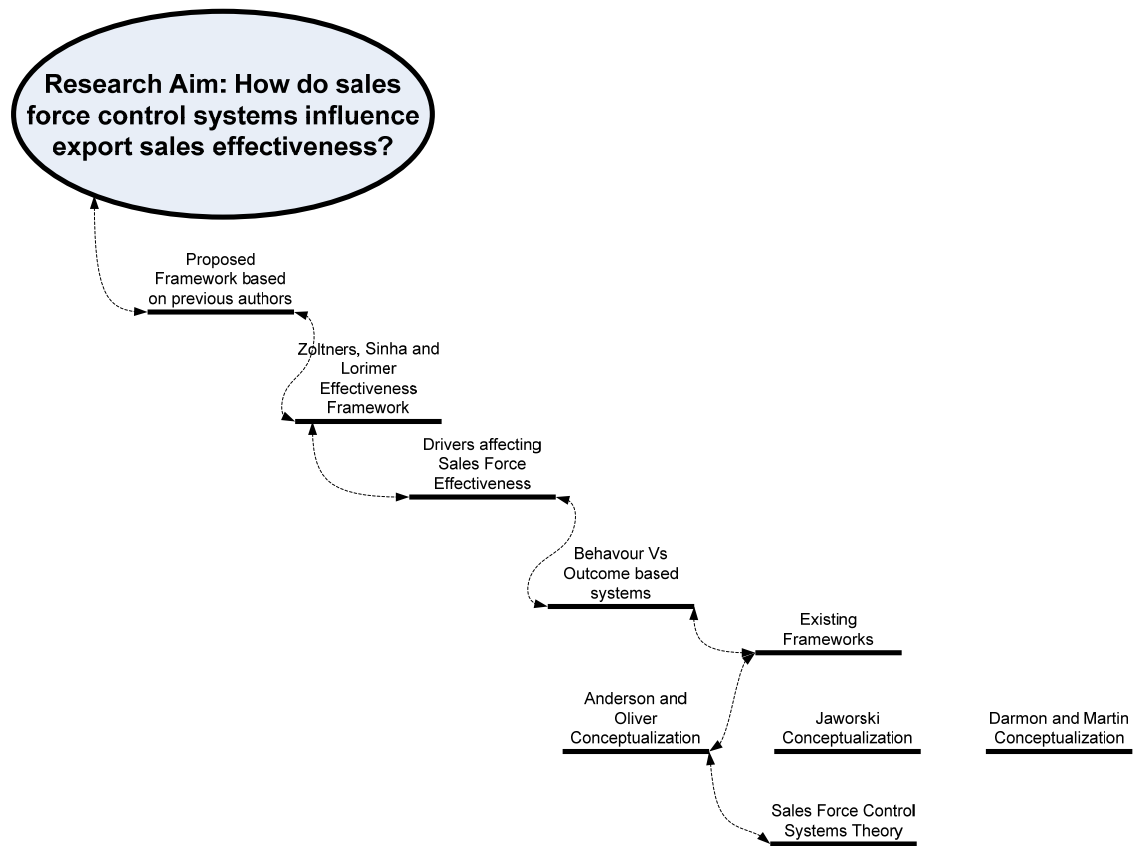 Research Aim: How do sales
force control systems influence
export sales effectiveness?
Proposed
Framework based
on previous authors
Zoltners, Sinha and
Lorimer
Effectiveness
Framework
Drivers affecting
Sales Force
Effectiveness
Behavour Vs
Outcome based
systems
Existing
Frameworks
Anderson and
Oliver
Conceptualization
Jaworski
Conceptualization
Darmon and Martin
Conceptualization
Sales Force Control
Systems Theory